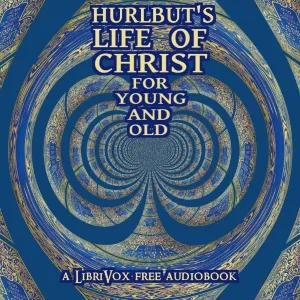 HURLBUT'S
LIFE OF
CHRIST
FOR
YOUNG
AND
OLD
A LIBRIVOX FREE AUDIOBOOK